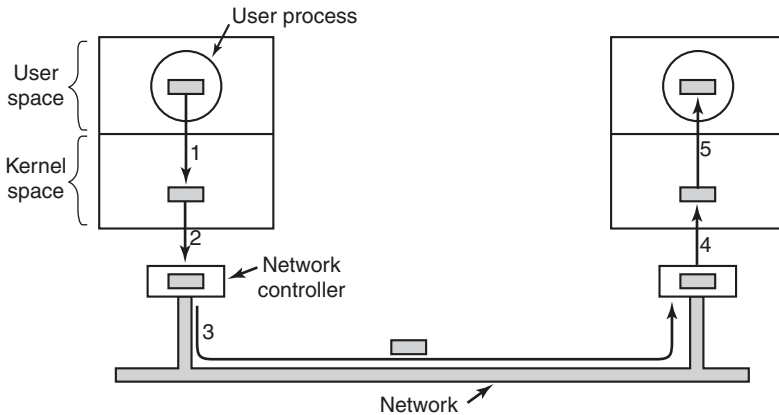 User process
User
space
1
5
Kernel
space
2
4
Network
controller
3
Network